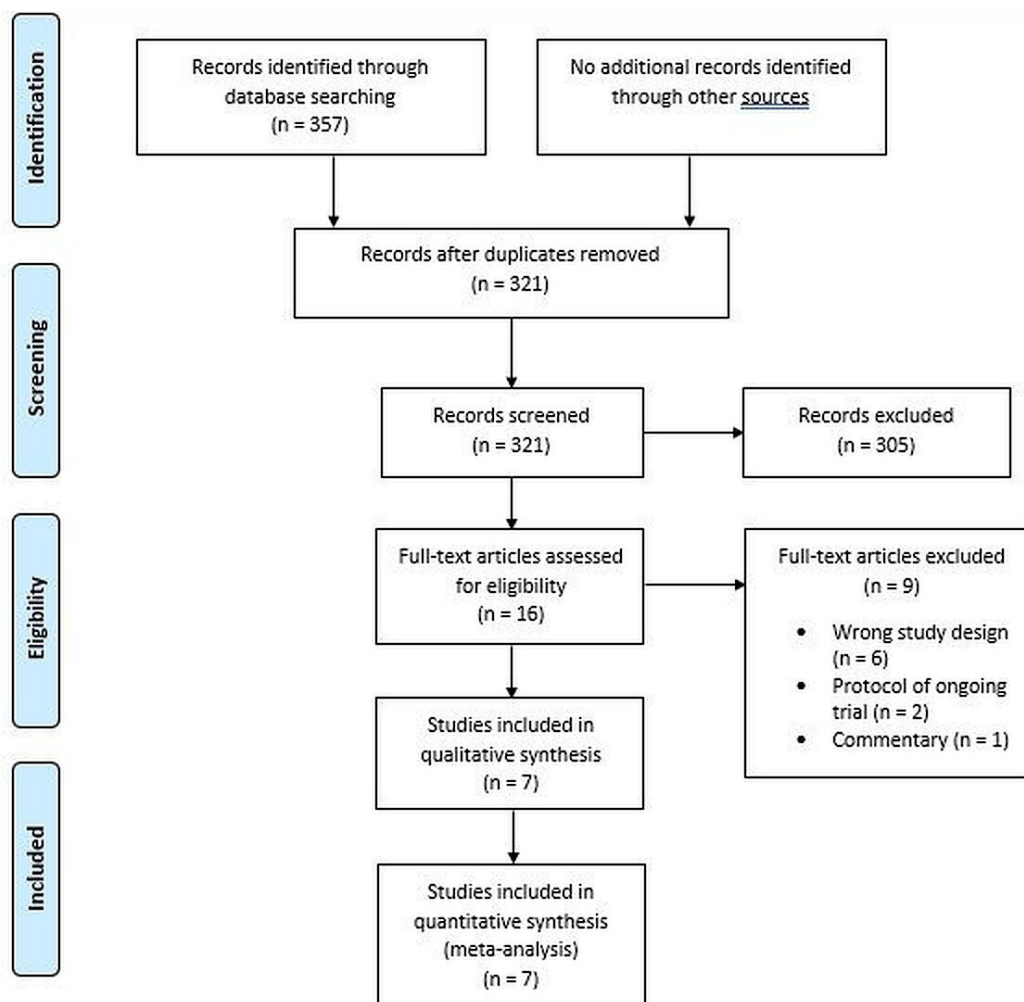 Identification
Records identified through
database searching
(n = 357)
No additional records identified
through other sources
Records after duplicates removed
(n = 321)
Screening
Records screened
(n = 321)
Records excluded
(n = 305)
Eligibility
Full-text articles assessed
for eligibility
(n = 16)
Full-text articles excluded
(n = 9)
• Wrong study design
(n = 6)
• Protocol of ongoing
trial (n = 2)
• Commentary (n = 1)
Studies included in
qualitative synthesis
(n = 7)
Included
Studies included in
quantitative synthesis
(meta-analysis)
(n = 7)